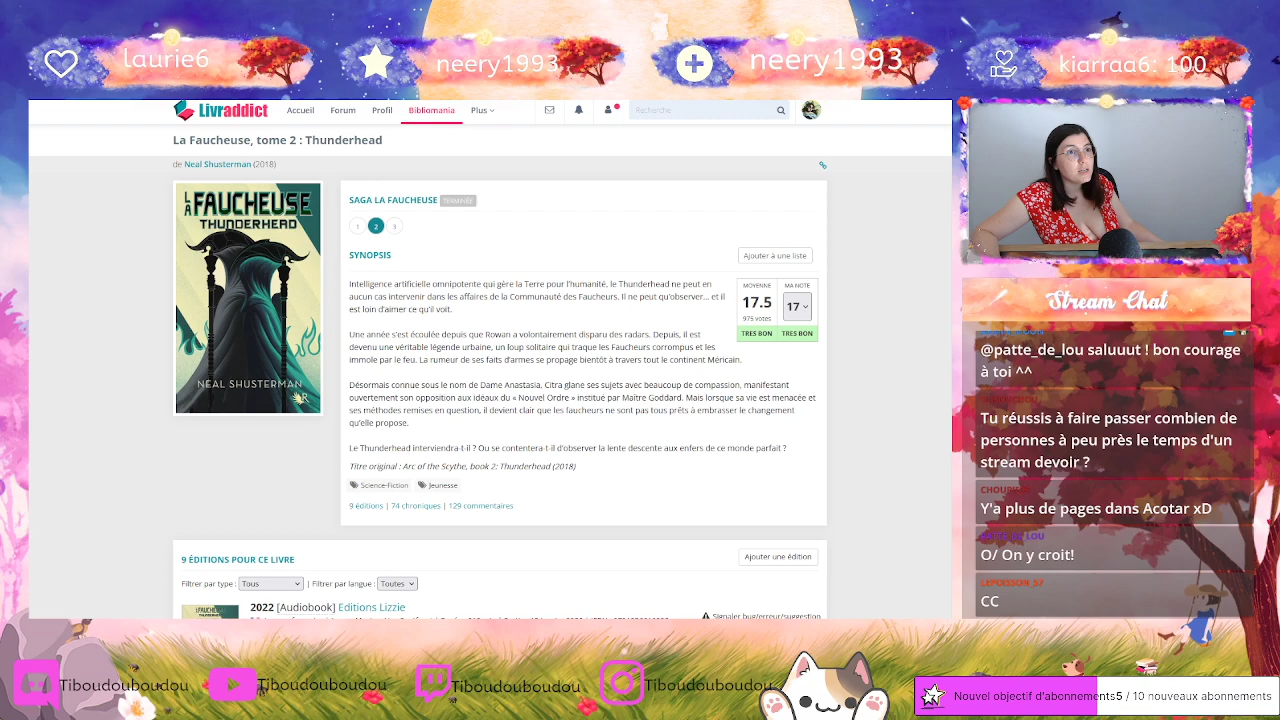 laurie6
neery1993
neery1993
kiarraa6: 100
Livraddict
Accueil
Forum
Profil
Bibliomania
Plus
Recherche
La Faucheuse, tome 2 : Thunderhead
de Neal Shusterman (2018)
LA FAUCHEUSE
THUNDERHEAD
NEAL SHUSTERMAN
R
SAGA LA FAUCHEUSE TERMINÉE
1 2 3
SYNOPSIS
Ajouter à une liste
Intelligence artificielle omnipotente qui gère la Terre pour l'humanité, le Thunderhead ne peut en
aucun cas intervenir dans les affaires de la Communauté des Faucheurs. Il ne peut qu'observer... et il
est loin d'aimer ce qu'il voit.
MOYENNE
17.5
975 votes
TRES BON
MA NOTE
17
TRES BON
Une année s'est écoulée depuis que Rowan a volontairement disparu des radars. Depuis, il est
devenu une véritable légende urbaine, un loup solitaire qui traque les Faucheurs corrompus et les
immole par le feu. La rumeur de ses faits d'armes se propage bientôt à travers tout le continent Méricain.
Désormais connue sous le nom de Dame Anastasia, Citra glane ses sujets avec beaucoup de compassion, manifestant
ouvertement son opposition aux idéaux du « Nouvel Ordre » institué par Maître Goddard. Mais lorsque sa vie est menacée et
ses méthodes remises en question, il devient clair que les faucheurs ne sont pas tous prêts à embrasser le changement
qu'elle propose.
Le Thunderhead interviendra-t-il ? Ou se contentera-t-il d'observer la lente descente aux enfers de ce monde parfait ?
Titre original : Arc of the Scythe, book 2: Thunderhead (2018)
Science-Fiction Jeunesse
9 éditions | 74 chroniques | 129 commentaires
9 ÉDITIONS POUR CE LIVRE
Ajouter une édition
Filtrer par type : Tous | Filtrer par langue : Toutes
2022 [Audiobook] Editions Lizzie
Signaler bug/erreur/suggestion
Stream Chat
@patte_de_lou saluuut ! bon courage
à toi ^^
Tu réussis à faire passer combien de
personnes à peu près le temps d'un
stream devoir ?
Y'a plus de pages dans Acotar xD
PATTE_DE_LOU
O/ On y croit!
CC
Tiboudouboudou
Tiboudouboudou
Tiboudouboudou
Tiboudouboudou
Nouvel objectif d'abonnements 5 / 10 nouveaux abonnements